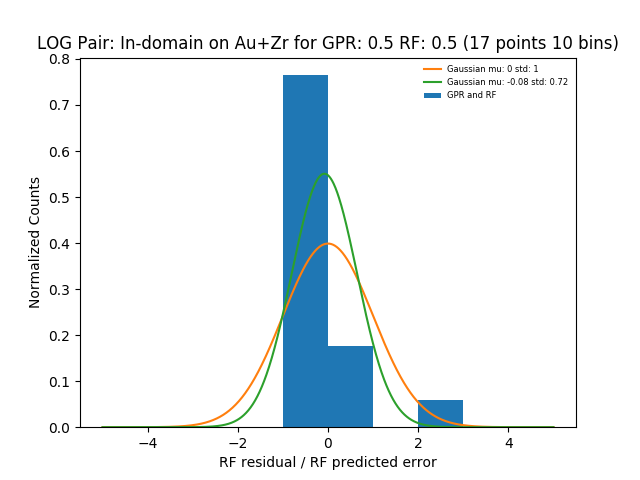 LOG Pair: In-domain on Au+Zr for GPR: 0.5 RF: 0.5 (17 points 10 bins)
Gaussian mu: 0 std: 1
Gaussian mu: -0.08 std: 0.72
GPR and RF
Normalized Counts
0.8
0.7
0.6
0.5
0.4
0.3
0.2
0.1
0.0
−4 −2 0 2 4
RF residual / RF predicted error